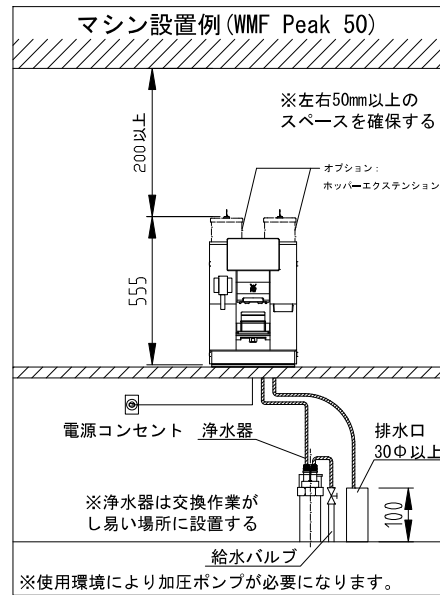 マシン設置例(WMF Peak 50)
※左右50mm以上の
スペースを確保する
200以上
オプション:
ホッパーエクステンション
555
電源コンセント
浄水器
排水口
30Φ以上
※浄水器は交換作業が
し易い場所に設置する
100
給水バルブ
※使用環境により加圧ポンプが必要になります。